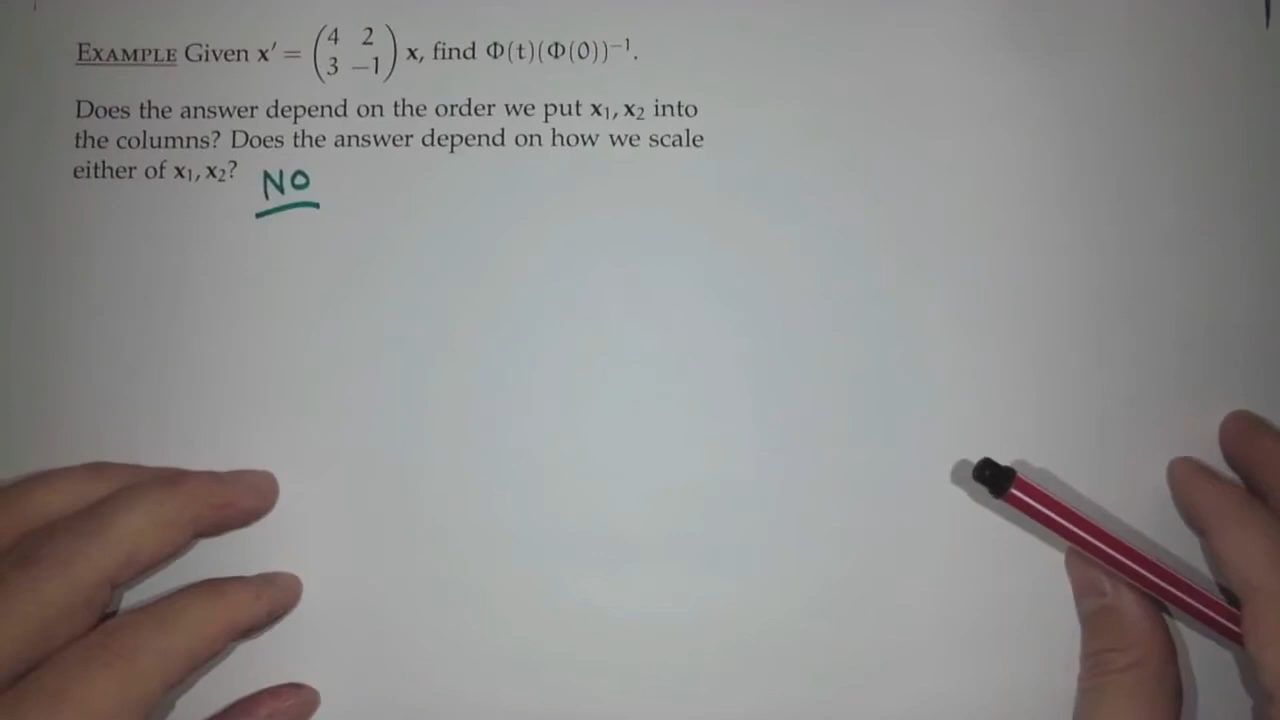 EXAMPLE Given x′ = (4 2
3 −1) x, find Φ(t)(Φ(0))⁻¹.
Does the answer depend on the order we put x₁, x₂ into
the columns? Does the answer depend on how we scale
either of x₁, x₂? NO